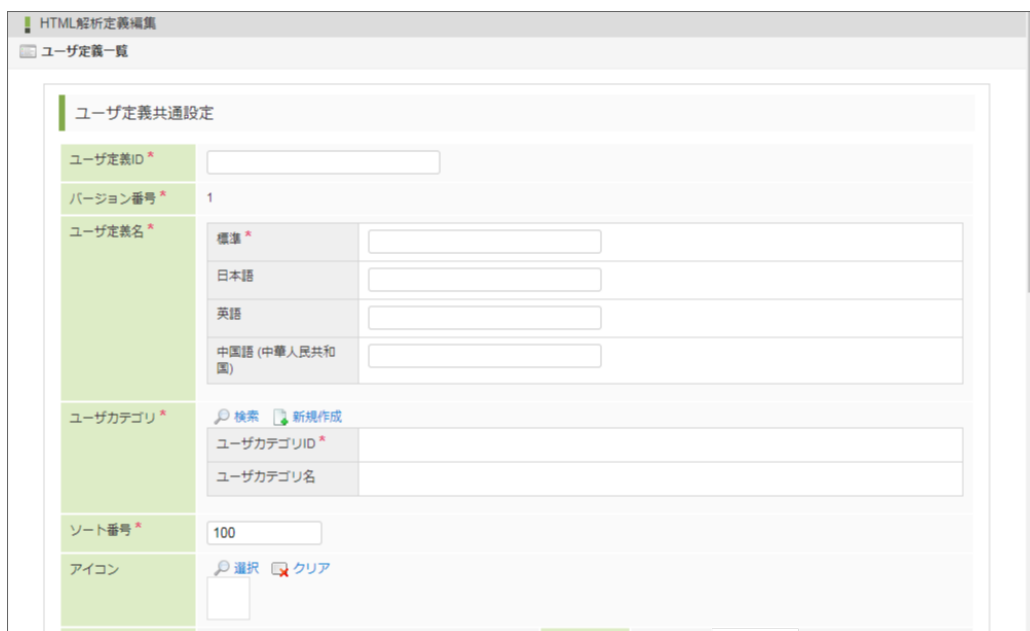 HTML解析定義編集
ユーザ定義一覧
ユーザ定義共通設定
ユーザ定義ID *
バージョン番号 * 1
ユーザ定義名 *
標準 *
日本語
英語
中国語 (中華人民共和
国)
ユーザカテゴリ * 検索 新規作成
ユーザカテゴリID *
ユーザカテゴリ名
ソート番号 * 100
アイコン 選択 クリア